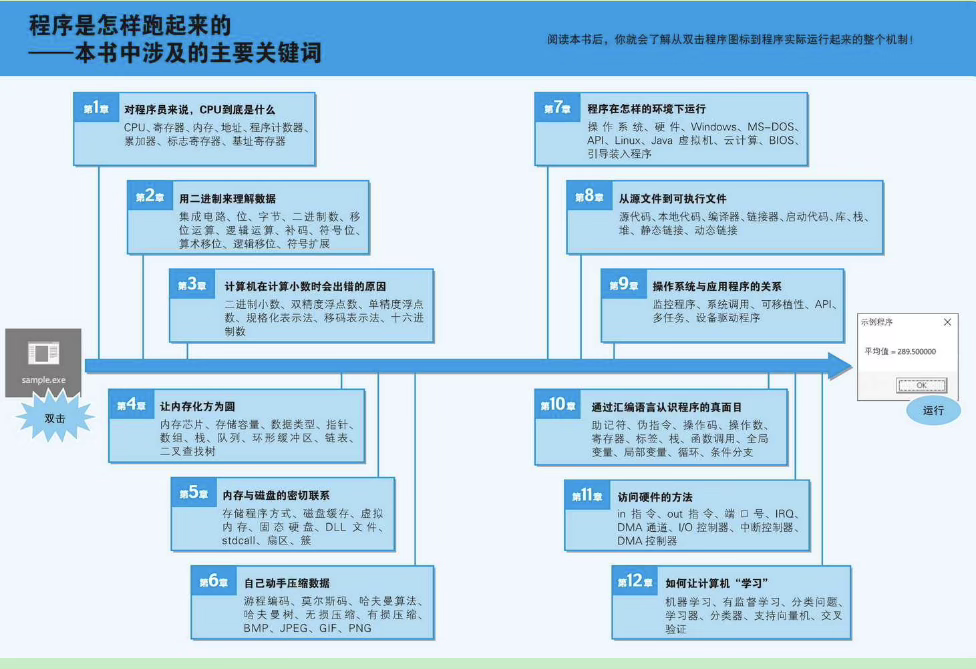 程序是怎样跑起来的
——本书中涉及的主要关键词
阅读本书后，你就会了解从双击程序图标到程序实际运行起来的整个机制！
第1章 对程序员来说，CPU到底是什么
CPU、寄存器、内存、地址、程序计数器、
累加器、标志寄存器、基址寄存器
第2章 用二进制来理解数据
集成电路、位、字节、二进制数、移
位运算、逻辑运算、补码、符号位、
算术移位、逻辑移位、符号扩展
第3章 计算机在计算小数时会出错的原因
二进制小数、双精度浮点数、单精度浮点
数、规格化表示法、移码表示法、十六进
制数
sample.exe
双击
第4章 让内存化方为圆
内存芯片、存储容量、数据类型、指针、
数组、栈、队列、环形缓冲区、链表、
二叉查找树
第5章 内存与磁盘的密切联系
存储程序方式、磁盘缓存、虚拟
内存、固态硬盘、DLL 文件、
stdcall、扇区、簇
第6章 自己动手压缩数据
游程编码、莫尔斯码、哈夫曼算法、
哈夫曼树、无损压缩、有损压缩、
BMP、JPEG、GIF、PNG
第7章 程序在怎样的环境下运行
操作系统、硬件、Windows、MS-DOS、
API、Linux、Java 虚拟机、云计算、BIOS、
引导装入程序
第8章 从源文件到可执行文件
源代码、本地代码、编译器、链接器、启动代码、库、栈、
堆、静态链接、动态链接
第9章 操作系统与应用程序的关系
监控程序、系统调用、可移植性、API、
多任务、设备驱动程序
示例程序
平均值 = 289.500000
OK
运行
第10章 通过汇编语言认识程序的真面目
助记符、伪指令、操作码、操作数、
寄存器、标签、栈、函数调用、全局
变量、局部变量、循环、条件分支
第11章 访问硬件的方法
in 指令、out 指令、端口号、IRQ、
DMA 通道、I/O 控制器、中断控制器、
DMA 控制器
第12章 如何让计算机“学习”
机器学习、有监督学习、分类问题、
学习器、分类器、支持向量机、交叉
验证